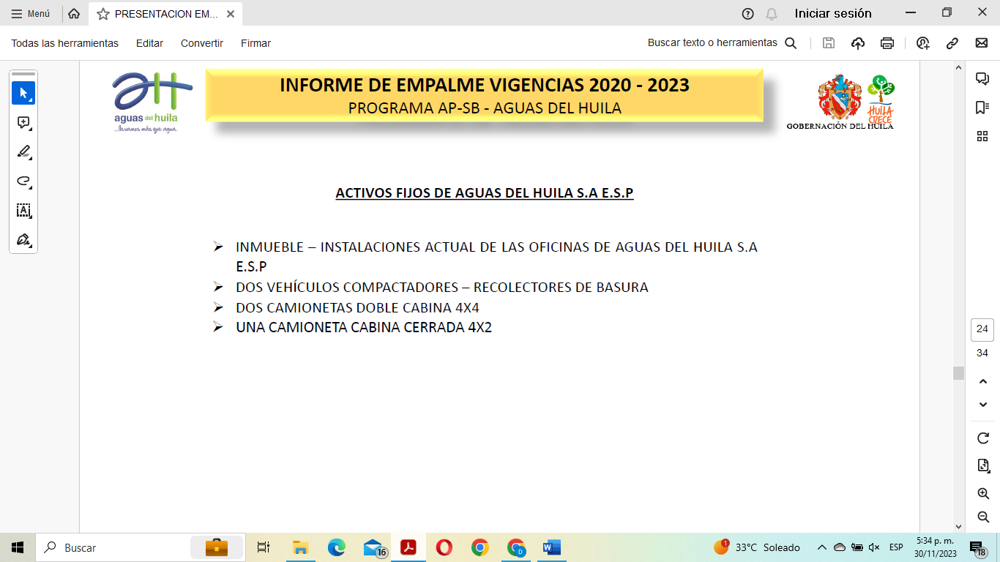 Menú
PRESENTACION EM...
Iniciar sesión
Todas las herramientas
Editar
Convertir
Firmar
Buscar texto o herramientas
aguas del huila
...llevamos más que agua.
INFORME DE EMPALME VIGENCIAS 2020 - 2023
PROGRAMA AP-SB - AGUAS DEL HUILA
HUILA
CRECE
GOBERNACIÓN DEL HUILA
ACTIVOS FIJOS DE AGUAS DEL HUILA S.A E.S.P
➢ INMUEBLE – INSTALACIONES ACTUAL DE LAS OFICINAS DE AGUAS DEL HUILA S.A
E.S.P
➢ DOS VEHÍCULOS COMPACTADORES – RECOLECTORES DE BASURA
➢ DOS CAMIONETAS DOBLE CABINA 4X4
➢ UNA CAMIONETA CABINA CERRADA 4X2
24
34
Buscar
16
1
33°C Soleado
ESP
5:34 p. m.
30/11/2023
18